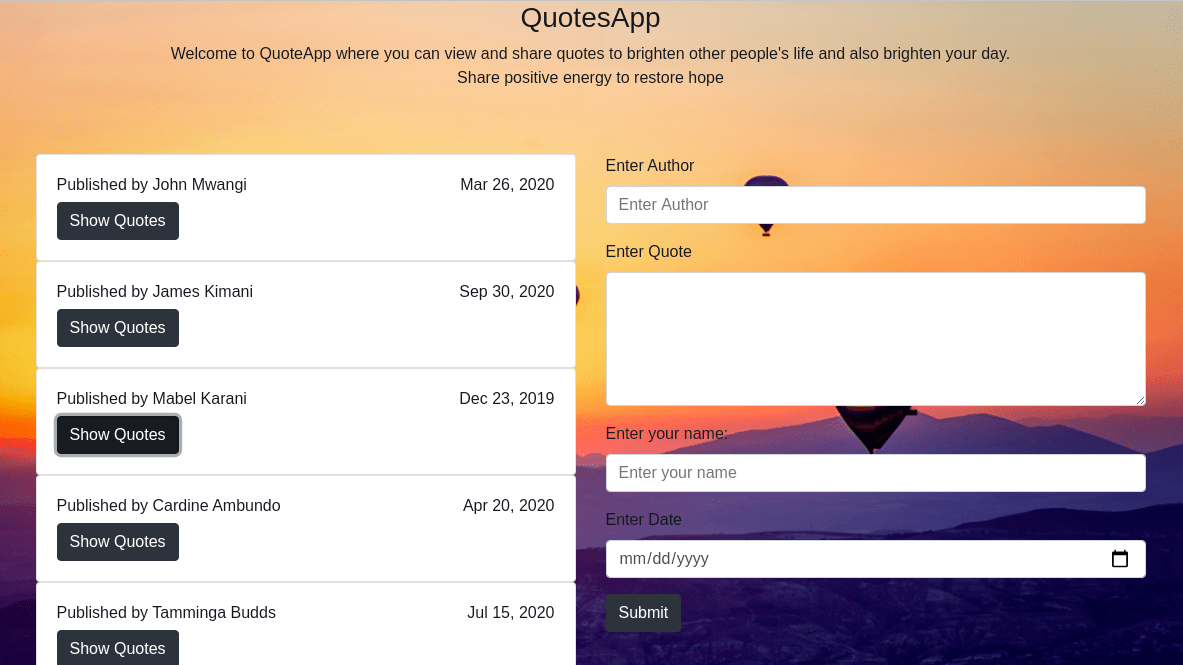 QuotesApp
Welcome to QuoteApp where you can view and share quotes to brighten other people's life and also brighten your day.
Share positive energy to restore hope
Published by John Mwangi Mar 26, 2020
Show Quotes
Published by James Kimani Sep 30, 2020
Show Quotes
Published by Mabel Karani Dec 23, 2019
Show Quotes
Published by Cardine Ambundo Apr 20, 2020
Show Quotes
Published by Tamminga Budds Jul 15, 2020
Show Quotes
Enter Author
Enter Author
Enter Quote
Enter your name:
Enter your name
Enter Date
mm/dd/yyyy
Submit